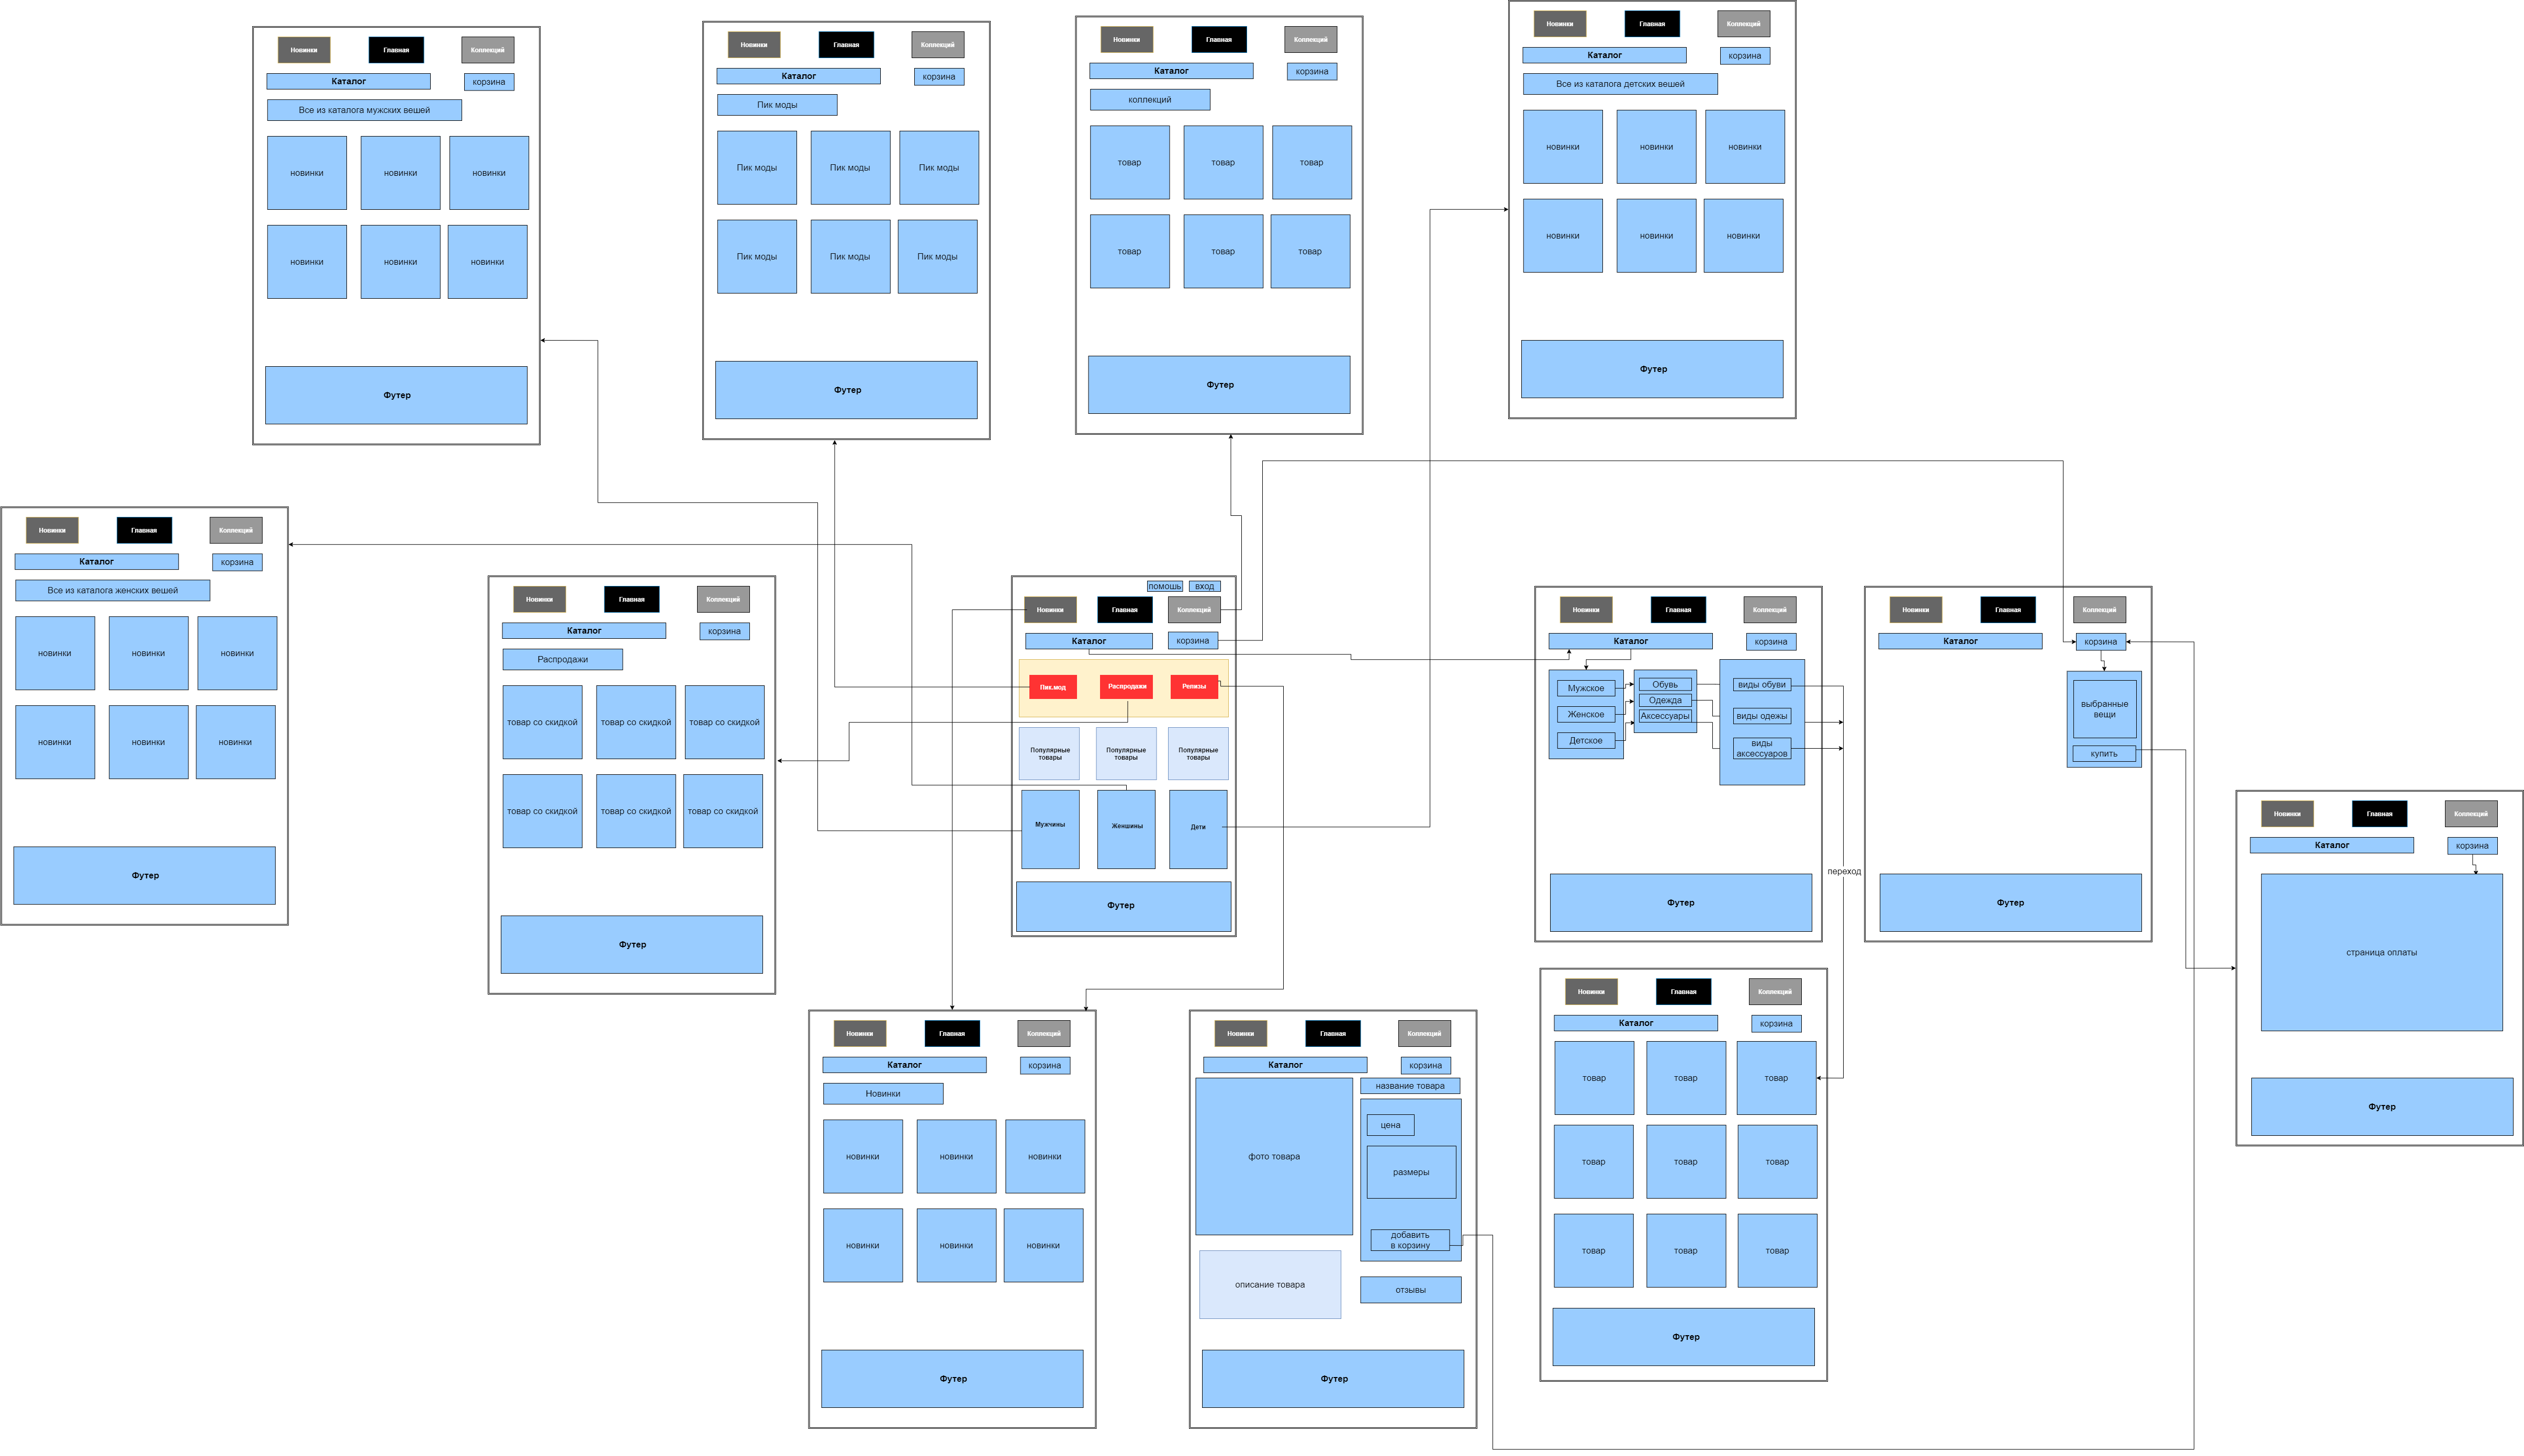 Новинки
Главная
Коллекций
Каталог
корзина
Все из каталога мужских вешей
новинки
новинки
новинки
новинки
новинки
новинки
Футер
Новинки
Главная
Коллекций
Каталог
корзина
Пик моды
Пик моды
Пик моды
Пик моды
Пик моды
Пик моды
Пик моды
Футер
Новинки
Главная
Коллекций
Каталог
корзина
коллекций
товар
товар
товар
товар
товар
товар
Футер
Новинки
Главная
Коллекций
Каталог
корзина
Все из каталога детских вешей
новинки
новинки
новинки
новинки
новинки
новинки
Футер
Новинки
Главная
Коллекций
Каталог
корзина
Все из каталога женских вешей
новинки
новинки
новинки
новинки
новинки
новинки
Футер
Новинки
Главная
Коллекций
Каталог
корзина
Распродажи
товар со скидкой
товар со скидкой
товар со скидкой
товар со скидкой
товар со скидкой
товар со скидкой
Футер
помошь
вход
Новинки
Главная
Коллекций
Каталог
корзина
Пик.мод
Распродажи
Релизы
Популярные
товары
Популярные
товары
Популярные
товары
Мужчины
Женшины
Дети
Футер
Новинки
Главная
Коллекций
Каталог
корзина
Мужское
Женское
Детское
Обувь
Одежда
Аксессуары
виды обуви
виды одежы
виды
аксессуаров
Футер
переход
Новинки
Главная
Коллекций
Каталог
корзина
выбранные
вещи
купить
Футер
Новинки
Главная
Коллекций
Каталог
корзина
страница оплаты
Футер
Новинки
Главная
Коллекций
Каталог
корзина
Новинки
новинки
новинки
новинки
новинки
новинки
новинки
Футер
Новинки
Главная
Коллекций
Каталог
корзина
название товара
фото товара
цена
размеры
добавить
в корзину
описание товара
отзывы
Футер
Новинки
Главная
Коллекций
Каталог
корзина
товар
товар
товар
товар
товар
товар
товар
товар
товар
Футер